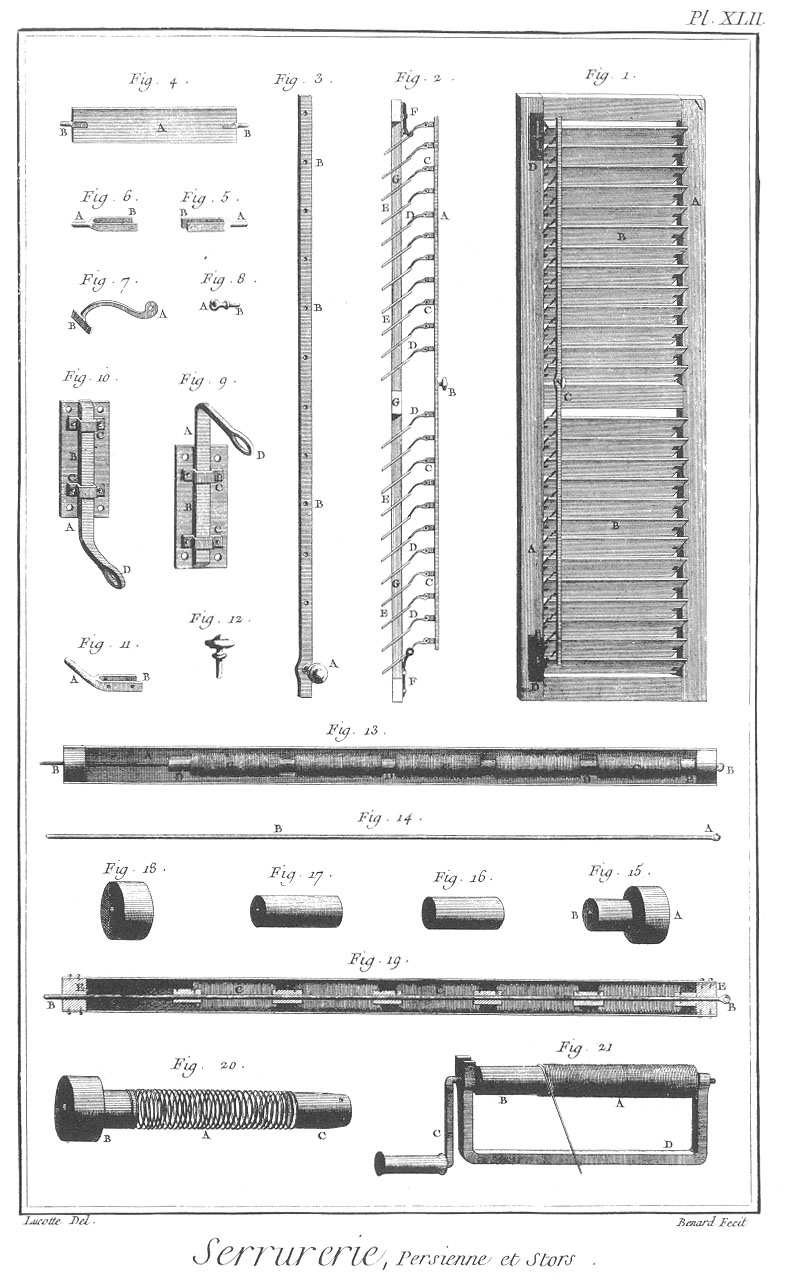 Pl. XLII.
Fig. 4. Fig. 3. Fig. 2. Fig. 1.
B A B
B
F
G C
E D A
D
A
B
Fig. 6. Fig. 5.
A B B A
Fig. 7. Fig. 8.
B A A B
B
E C
D
Fig. 10. Fig. 9.
C
B
C
A
D
A
D
C
B
C
B
G D
C
E
D
G C
E D
F
C
B
A
D
Fig. 12.
Fig. 11.
A B
A
Fig. 13.
B A B
Fig. 14.
B A
Fig. 18. Fig. 17. Fig. 16. Fig. 15.
B A
Fig. 19.
E C C E
B B
Fig. 20. Fig. 21
B A C
B A
C D
Lucotte Del. Benard Fecit
Serrurerie, Persienne et Stors.